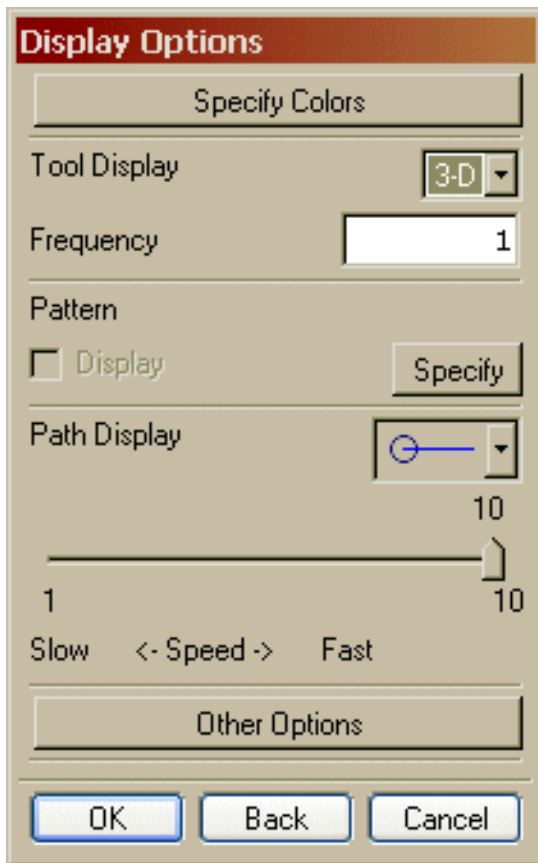 Display Options
Specify Colors
Tool Display 3-D
Frequency 1
Pattern
Display Specify
Path Display
10
1 10
Slow <- Speed -> Fast
Other Options
OK Back Cancel